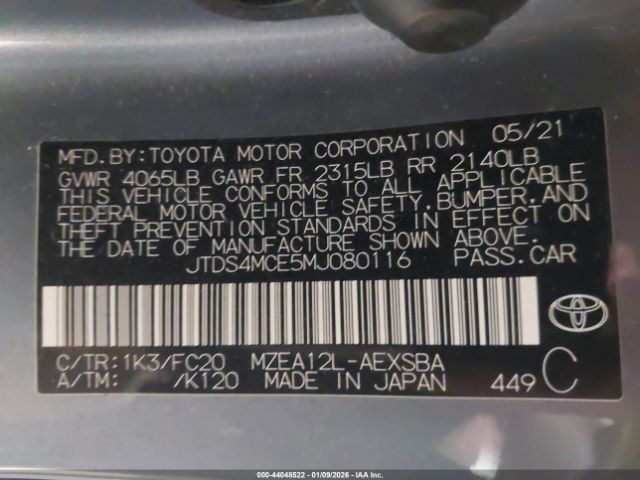 MFD.BY:TOYOTA MOTOR CORPORATION 05/21
GVWR 4065LB GAWR FR 2315LB RR 2140LB
THIS VEHICLE CONFORMS TO ALL APPLICABLE
FEDERAL MOTOR VEHICLE SAFETY,BUMPER,AND
THEFT PREVENTION STANDARDS IN EFFECT ON
THE DATE OF MANUFACTURE SHOWN ABOVE.
JTDS4MCE5MJ080116 PASS.CAR
C/TR:1K3/FC20 MZEA12L-AEXSBA
A/TM: /K120 MADE IN JAPAN 449 C
000-44048522 | 01/09/2026 | © IAA Inc.